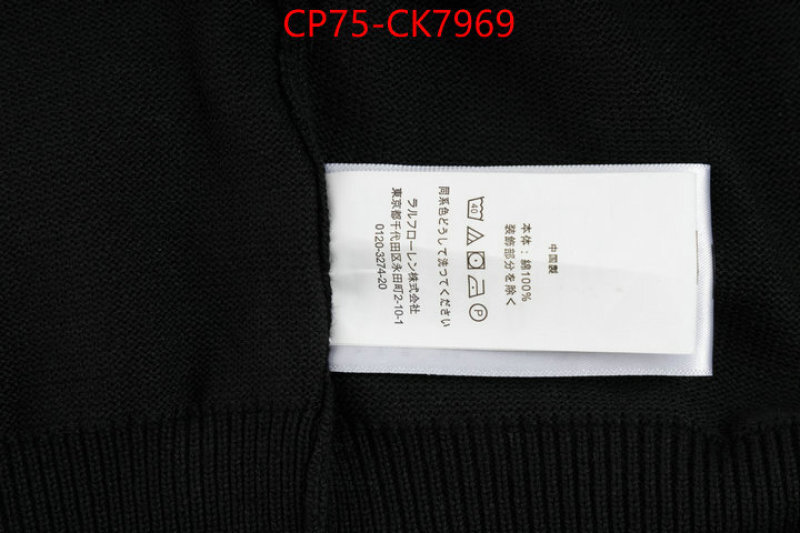 CP75-CK7969
中国製
本体：綿100%
装飾部分を除く
40
P
同系色どうして洗ってください
ラルフローレン株式会社
東京都千代田区永田町2-10-1
0120-3274-20